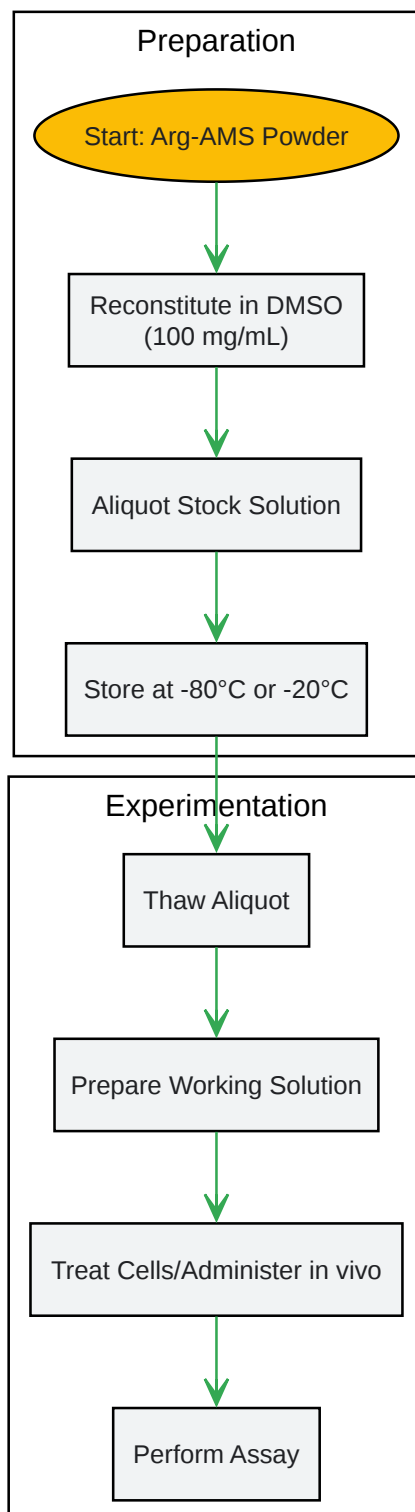 Preparation
Start: Arg-AMS Powder
Reconstitute in DMSO
(100 mg/mL)
Aliquot Stock Solution
Store at -80°C or -20°C
Experimentation
Thaw Aliquot
Prepare Working Solution
Treat Cells/Administer in vivo
Perform Assay